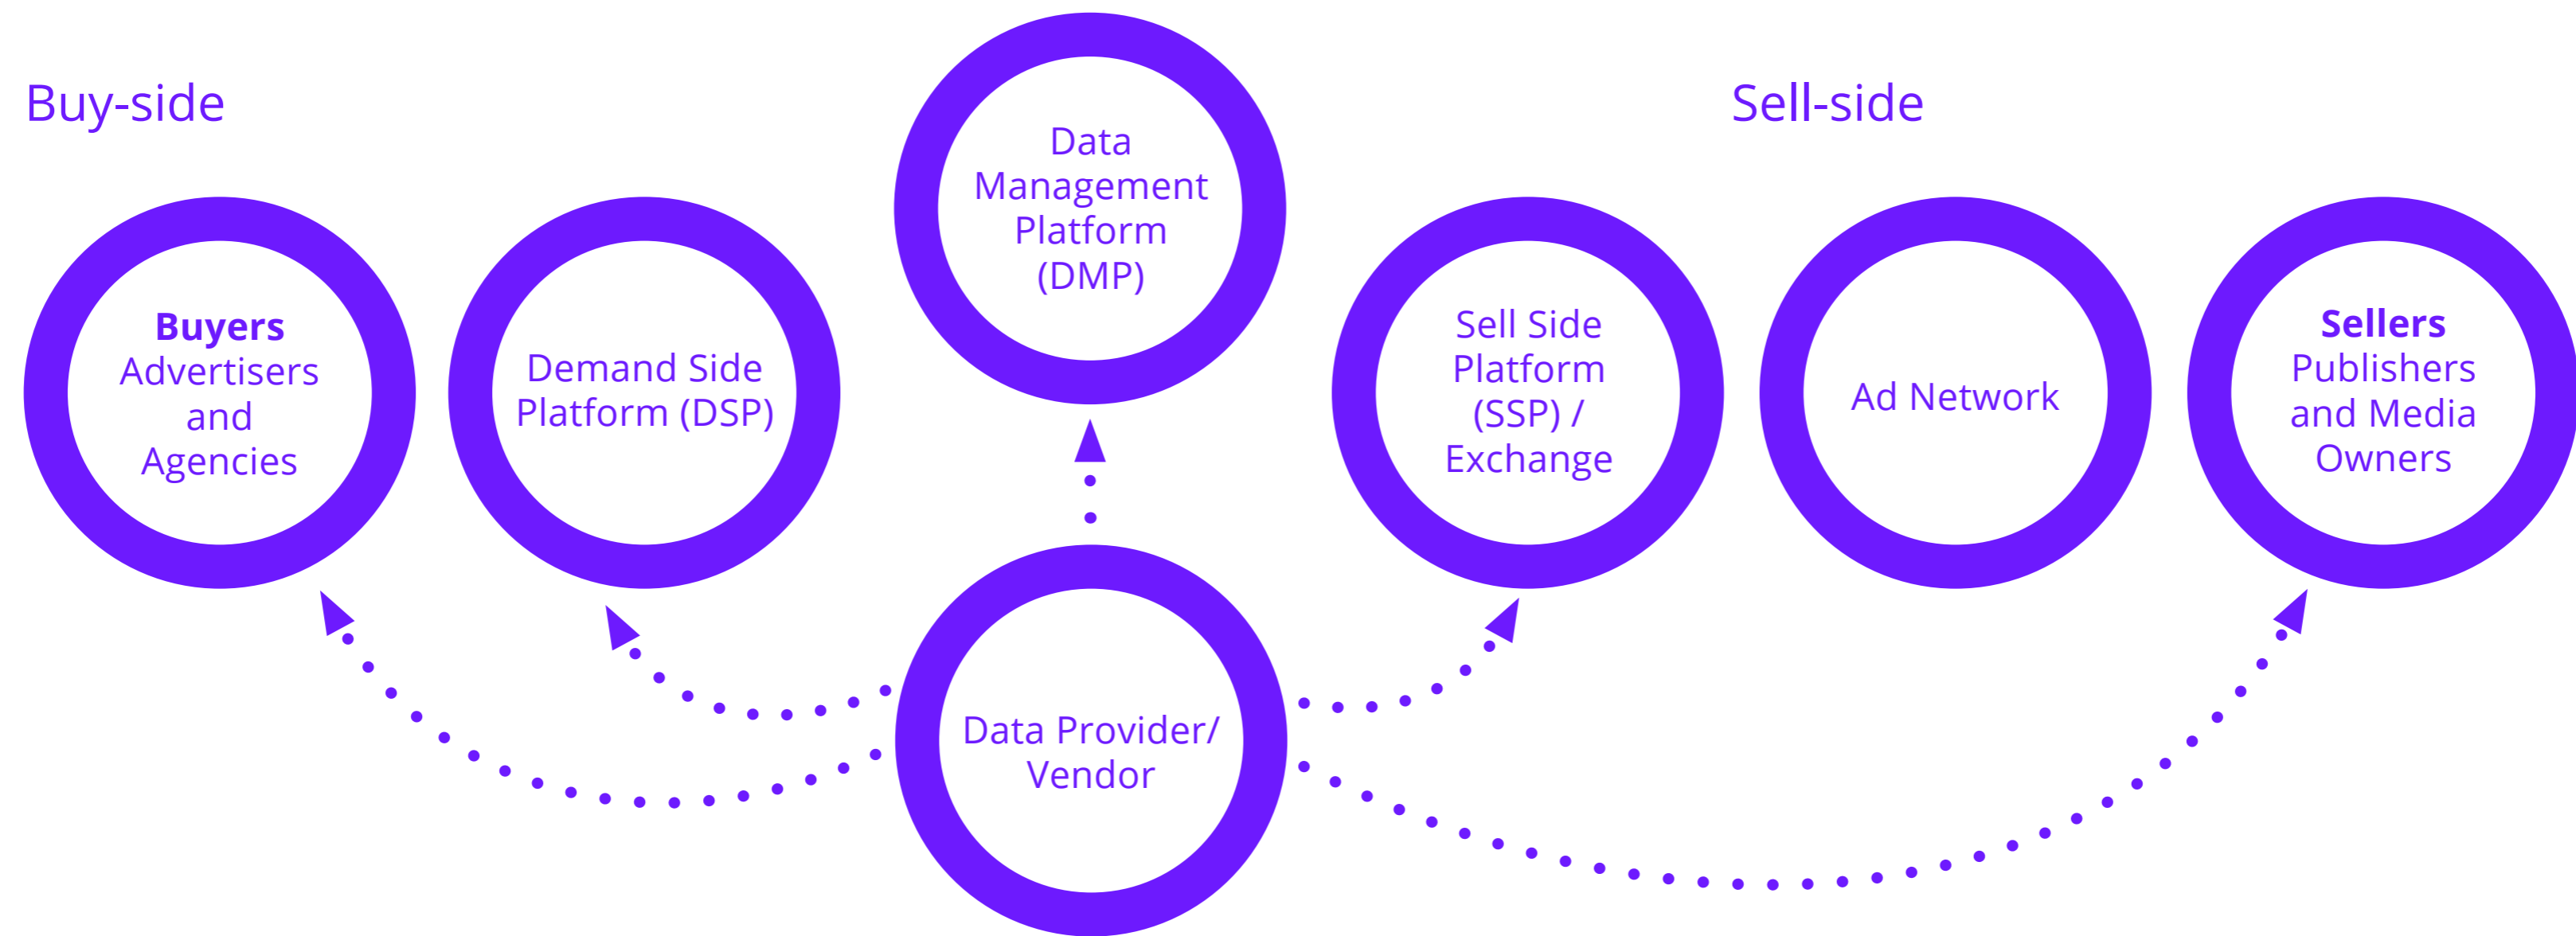 Buy-side
Sell-side
Buyers
Advertisers
and
Agencies
Demand Side
Platform (DSP)
Data
Management
Platform
(DMP)
Sell Side
Platform
(SSP) /
Exchange
Ad Network
Sellers
Publishers
and Media
Owners
Data Provider/
Vendor